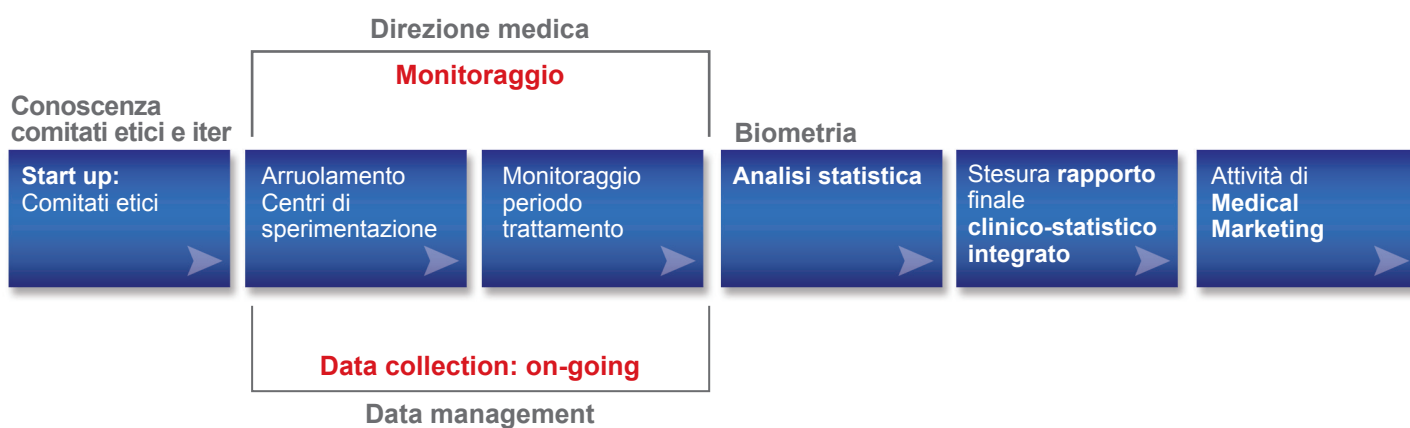 Direzione medica
Monitoraggio
Conoscenza
comitati etici e iter
Biometria
Start up:
Comitati etici
Arruolamento
Centri di
sperimentazione
Monitoraggio
periodo
trattamento
Analisi statistica
Stesura rapporto
finale
clinico-statistico
integrato
Attività di
Medical
Marketing
Data collection: on-going
Data management